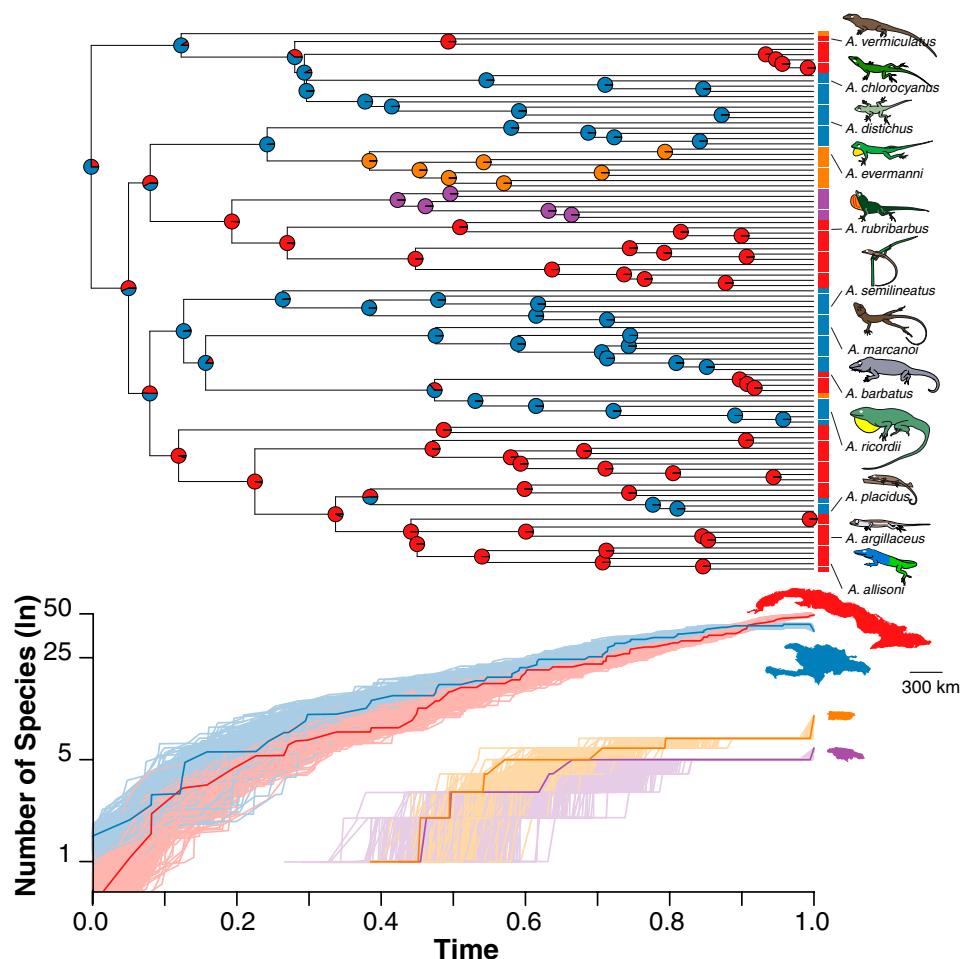 A. vermiculatus
A. chlorocyanus
A. distichus
A. evermanni
A. rubribarbus
A. semilineatus
A. marcanoi
A. barbatus
A. ricordii
A. placidus
A. argillaceus
A. allisoni
Number of Species (ln)
50
25
5
1
300 km
0.0 0.2 0.4 0.6 0.8 1.0
Time